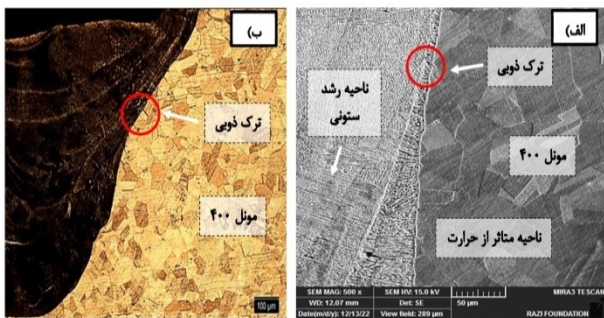 الف)
ترک ذوبی
ناحیه رشد
ستونی
مونل ۴۰۰
ناحیه متاثر از حرارت
SEM MAG: 500 x
SEM HV: 15.0 kV
MIRA3 TESCAN
WD: 12.07 mm
Det: SE
50 µm
Date(m/d/y): 12/13/22
View field: 289 µm
RAZI FOUNDATION
ب)
ترک ذوبی
مونل ۴۰۰
100 µm